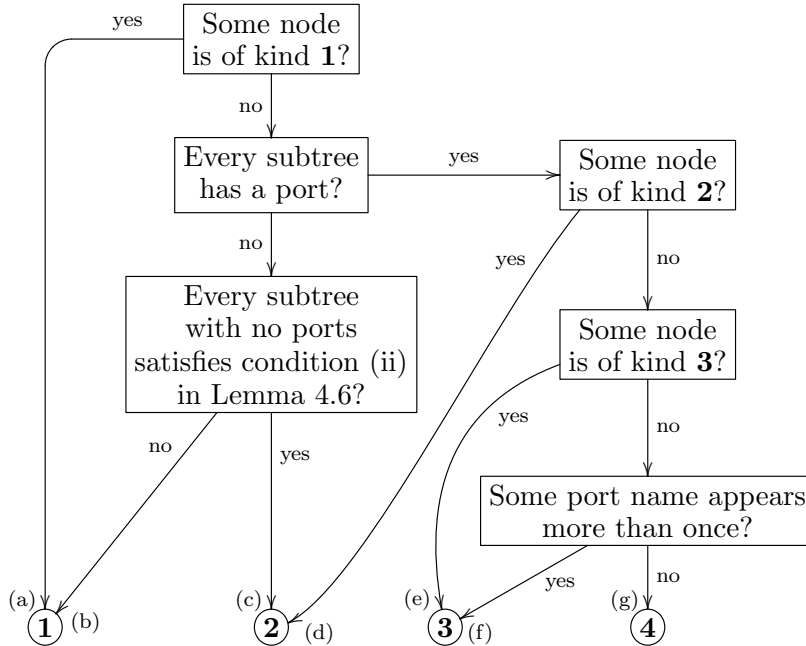 yes
Some node
is of kind 1?
no
Every subtree
has a port?
yes
Some node
is of kind 2?
no
yes
no
Every subtree
with no ports
satisfies condition (ii)
in Lemma 4.6?
Some node
is of kind 3?
no
yes
yes
no
Some port name appears
more than once?
yes
no
(a)
1
(b)
(c)
2
(d)
(e)
3
(f)
(g)
4